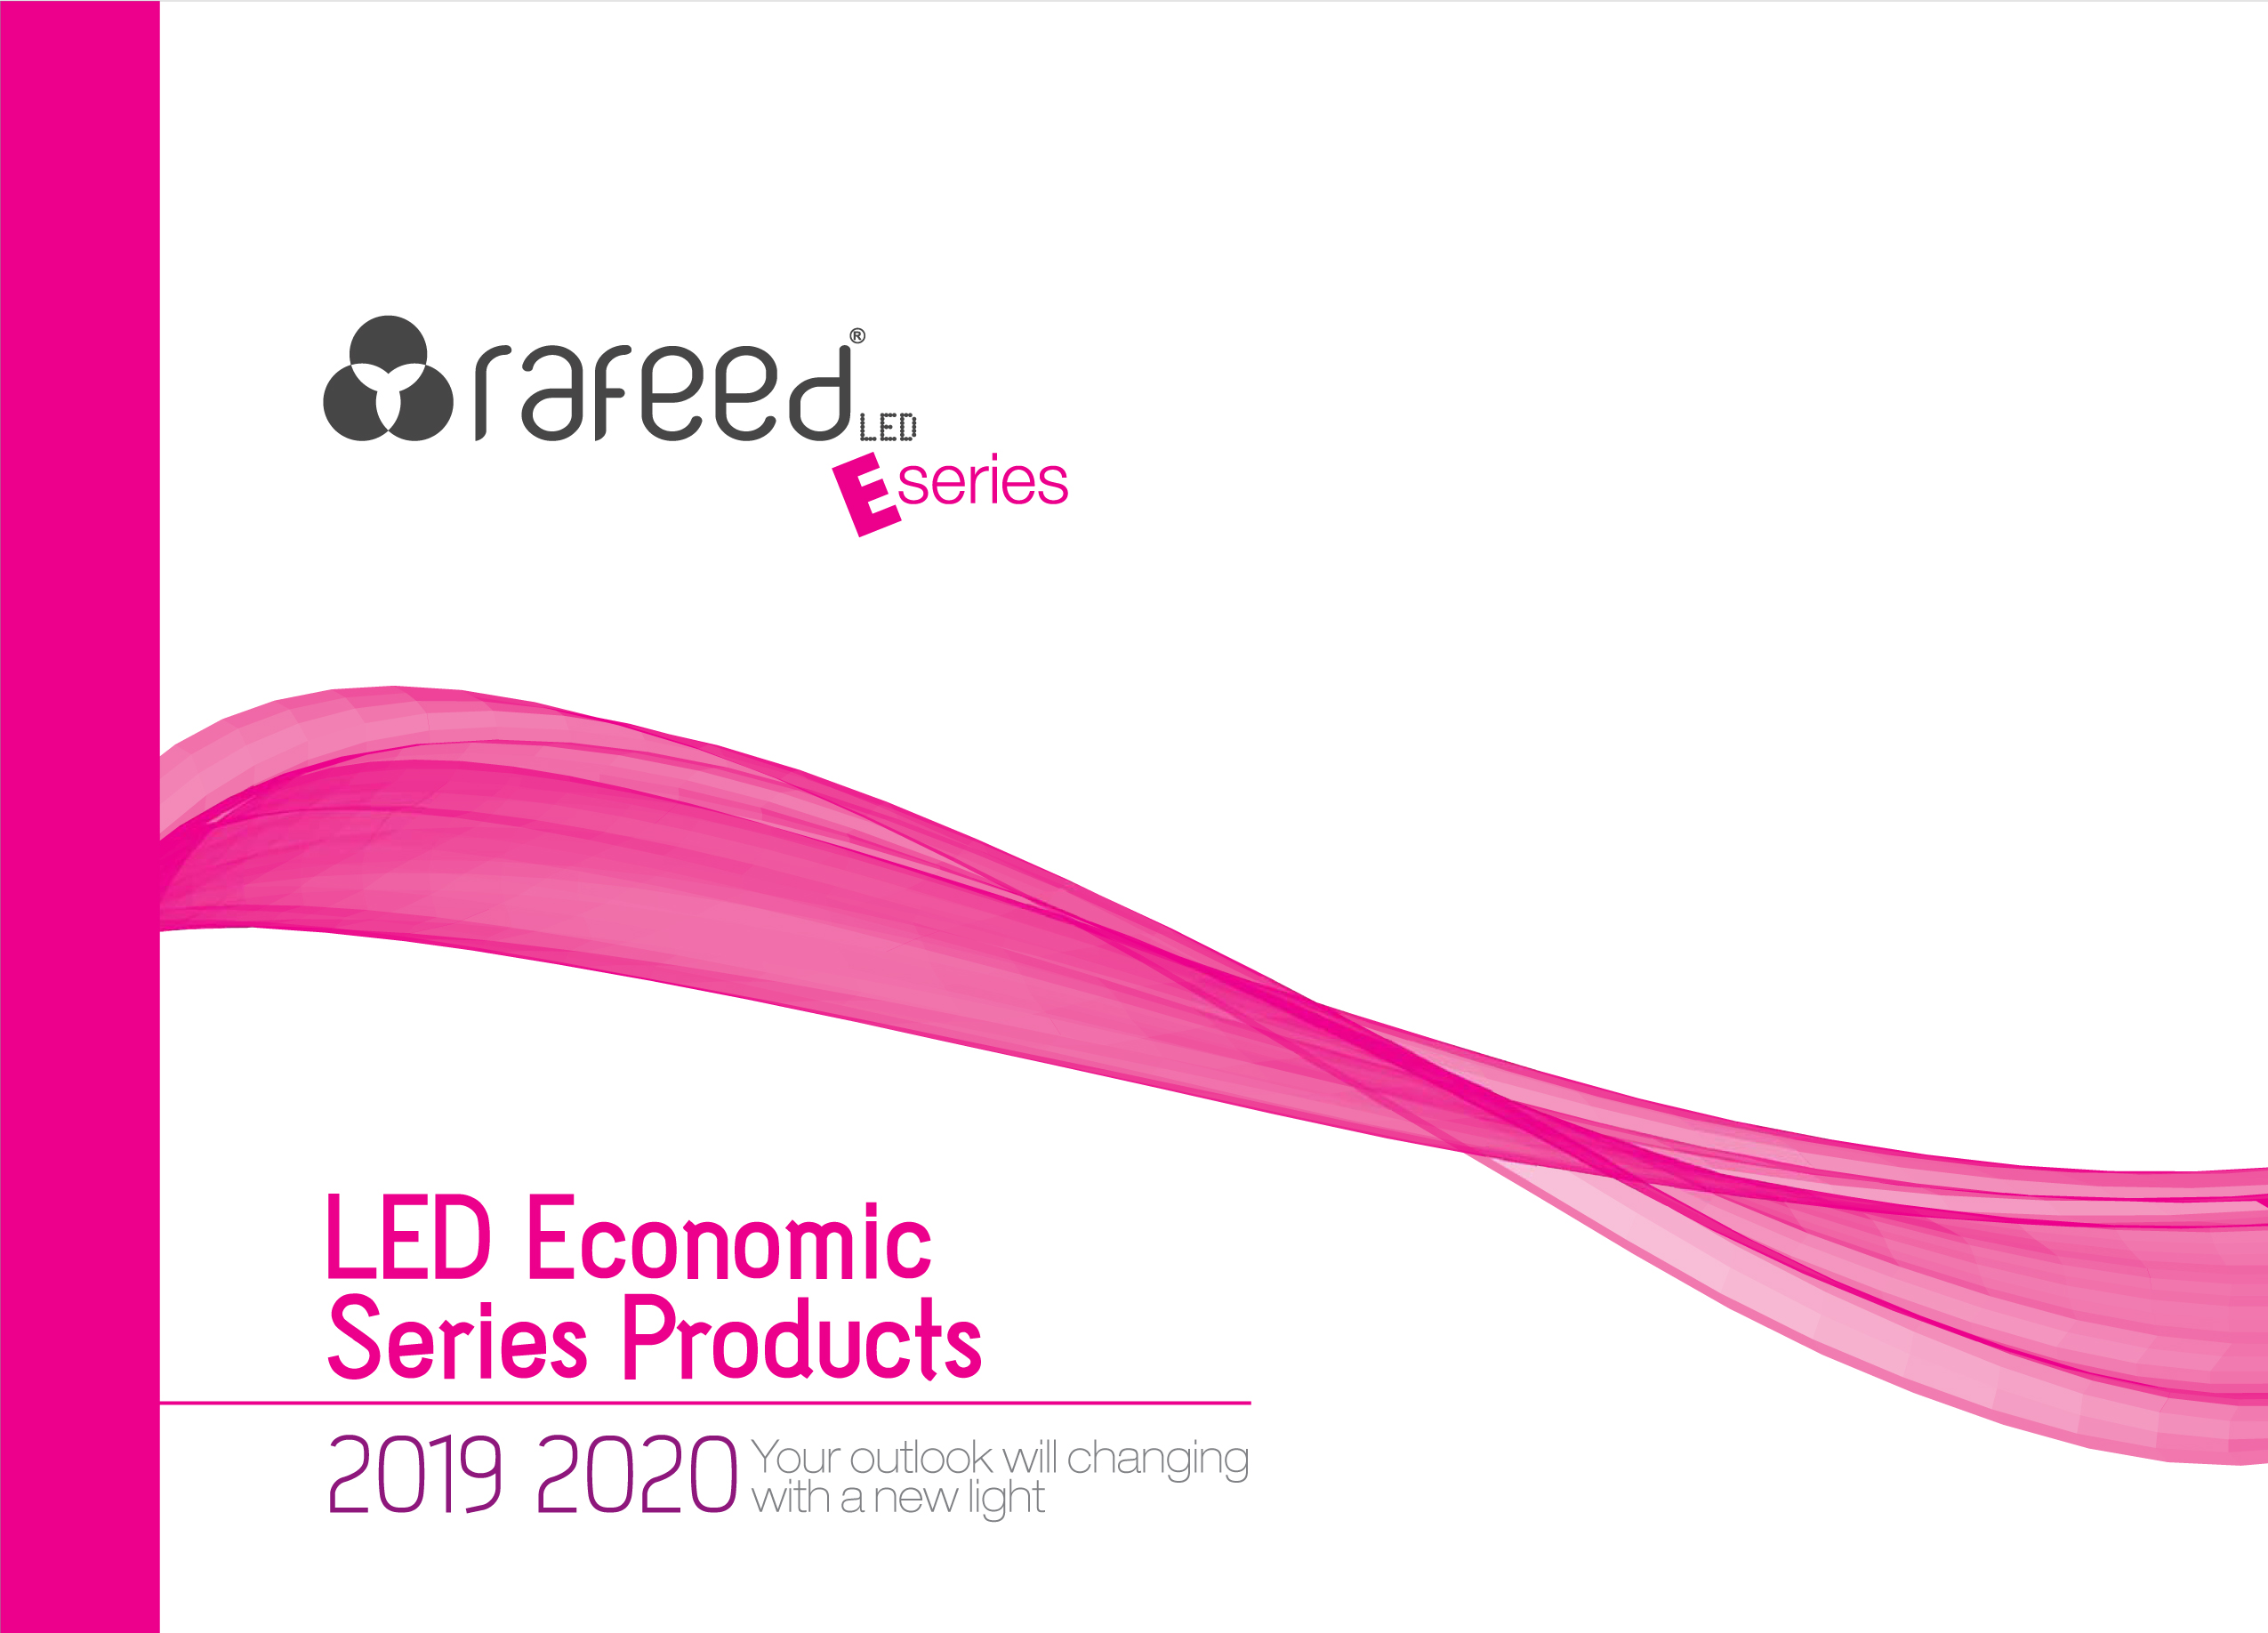 rafeed®
LED
E series
LED Economic
Series Products
2019 2020
Your outlook will changing
with a new light